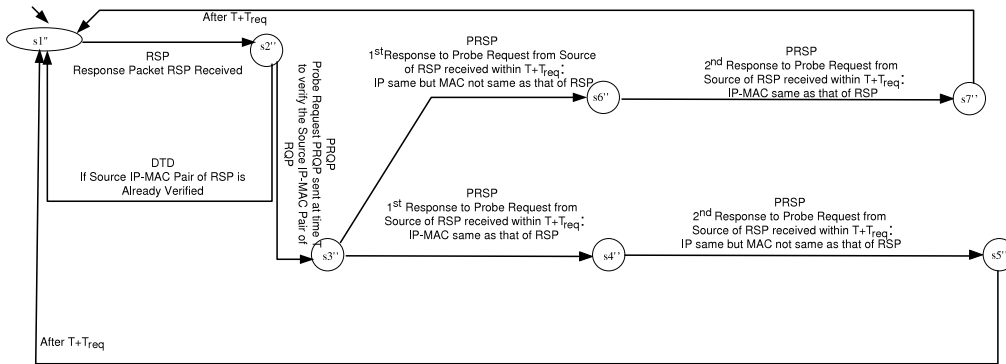 After T+Treq
s1''
s2''
RSP
Response Packet RSP Received
PRQP
Probe Request PRQP sent at time T
to verify the Source IP-MAC Pair of
RQP
DTD
If Source IP-MAC Pair of RSP is
Already Verified
PRSP
1st Response to Probe Request from Source
of RSP received within T+Treq:
IP same but MAC not same as that of RSP
s6''
PRSP
2nd Response to Probe Request from
Source of RSP received within T+Treq:
IP-MAC same as that of RSP
s7''
s3''
PRSP
1st Response to Probe Request from
Source of RSP received within T+Treq:
IP-MAC same as that of RSP
s4''
PRSP
2nd Response to Probe Request from
Source of RSP received within T+Treq:
IP same but MAC not same as that of RSP
s5''
After T+Treq